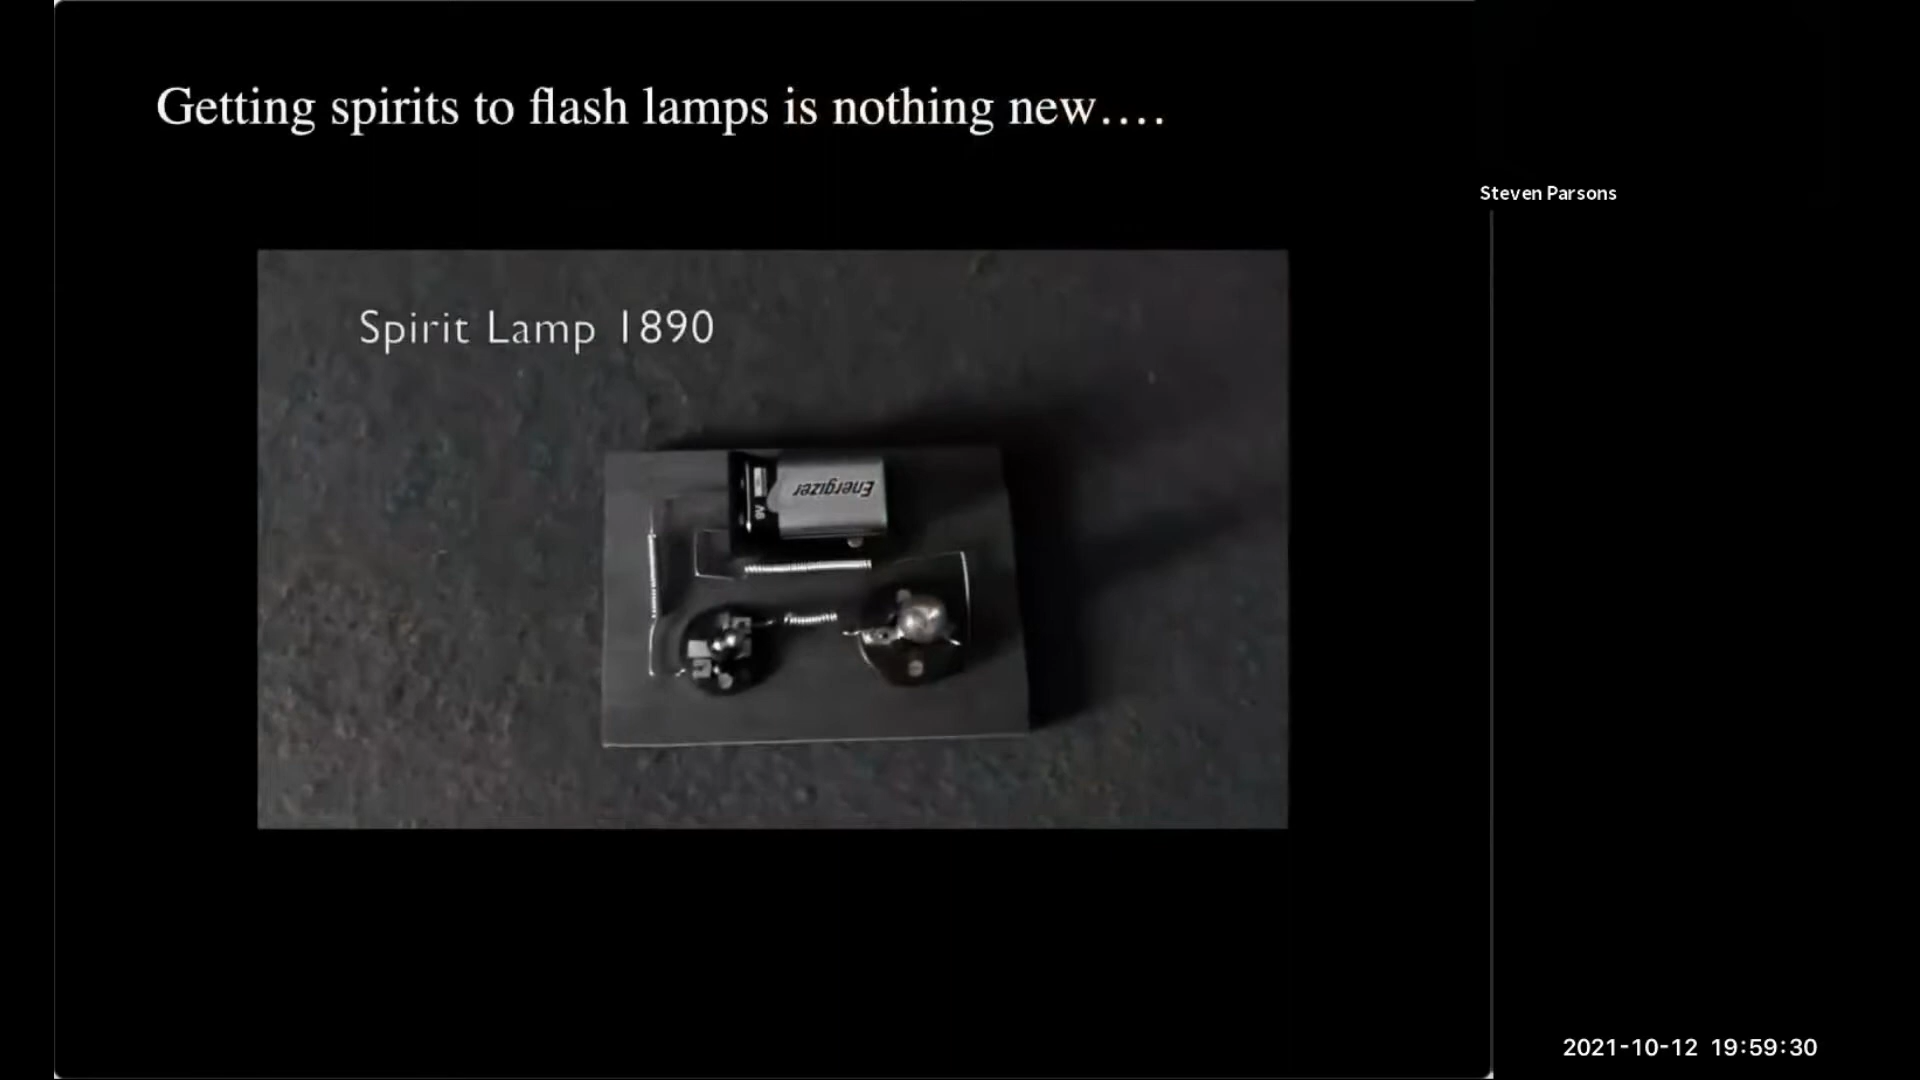 Getting spirits to flash lamps is nothing new....
Steven Parsons
Spirit Lamp 1890
Energizer
9V
2021-10-12 19:59:30